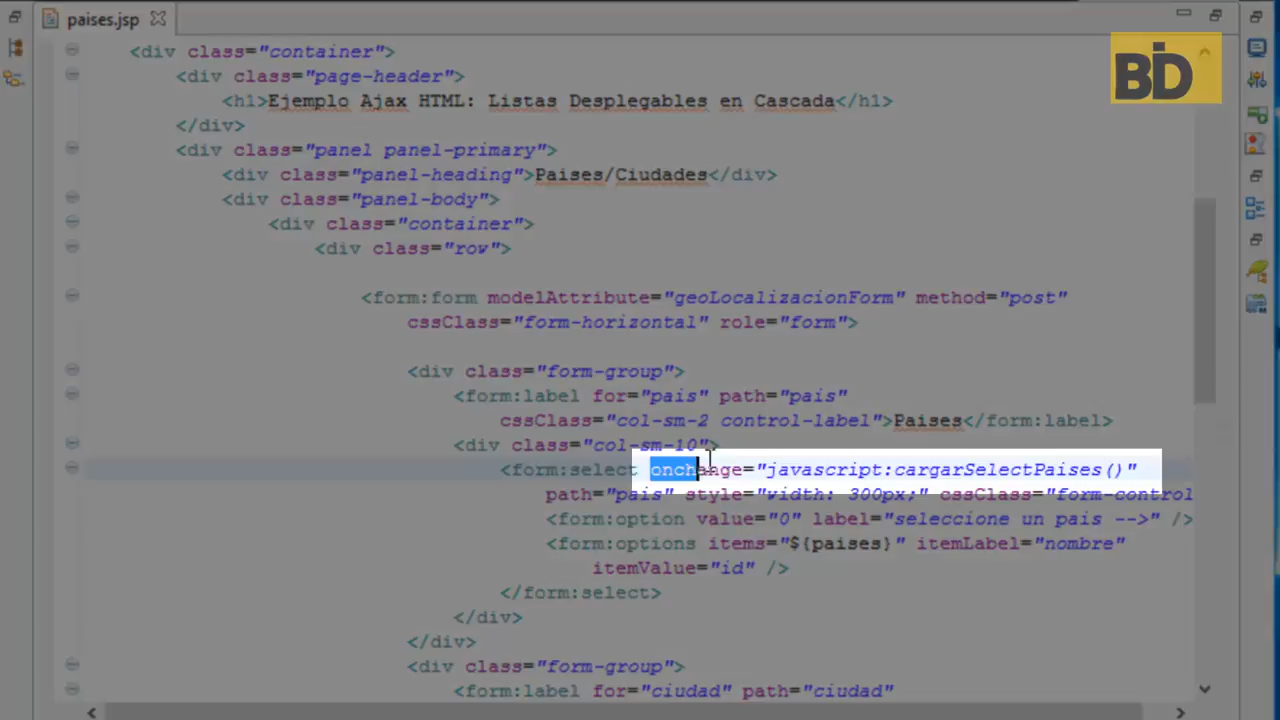 paises.jsp
BID
<div class="container">
<div class="page-header">
<h1>Ejemplo Ajax HTML: Listas Desplegables en Cascada</h1>
</div>
<div class="panel panel-primary">
<div class="panel-heading">Paises/Ciudades</div>
<div class="panel-body">
<div class="container">
<div class="row">
<form:form modelAttribute="geoLocalizacionForm" method="post"
cssClass="form-horizontal" role="form">
<div class="form-group">
<form:label for="pais" path="pais"
cssClass="col-sm-2 control-label">Paises</form:label>
<div class="col-sm-10">
<form:select onchange="javascript:cargarSelectPaises()"
path="pais" style="width: 300px;" cssClass="form-control
<form:option value="0" label="seleccione un pais -->" />
<form:options items="${paises}" itemLabel="nombre"
itemValue="id" />
</form:select>
</div>
</div>
<div class="form-group">
<form:label for="ciudad" path="ciudad"